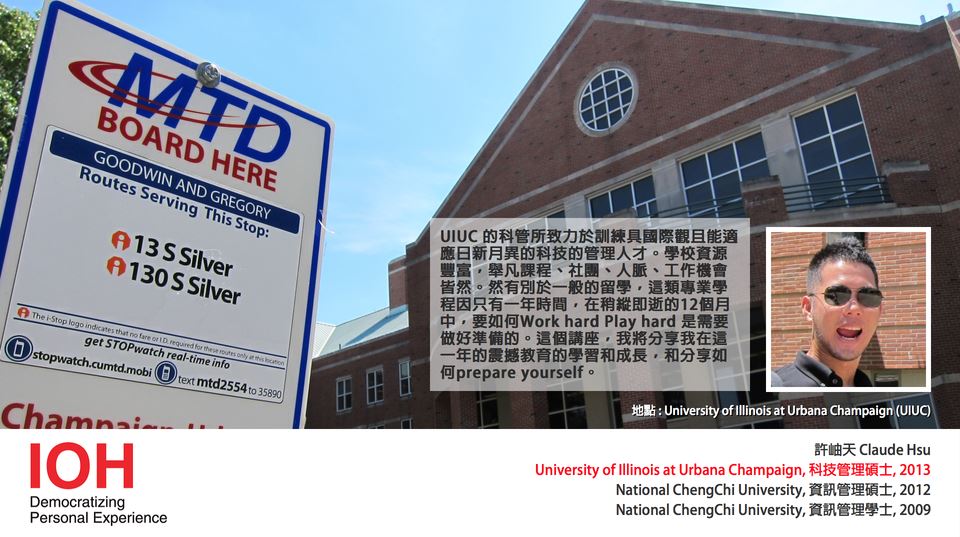 MTD
BOARD HERE
GOODWIN AND GREGORY
Routes Serving This Stop:
i 13 S Silver
i 130 S Silver
i The i-Stop logo indicates that no fare or I.D. required for these routes only at this location
get STOPwatch real-time info
stopwatch.cumtd.mobi text mtd2554 to 35890
Champaign
UIUC 的科管所致力於訓練具國際觀且能適
應日新月異的科技的管理人才。學校資源
豐富，舉凡課程、社團、人脈、工作機會
皆然。然有別於一般的留學，這類專業學
程因只有一年時間，在稍縱即逝的12個月
中，要如何Work hard Play hard 是需要
做好準備的。這個講座，我將分享我在這
一年的震撼教育的學習和成長，和分享如
何prepare yourself。
地點 : University of Illinois at Urbana Champaign (UIUC)
IOH
Democratizing
Personal Experience
許岫天 Claude Hsu
University of Illinois at Urbana Champaign, 科技管理碩士, 2013
National ChengChi University, 資訊管理碩士, 2012
National ChengChi University, 資訊管理學士, 2009